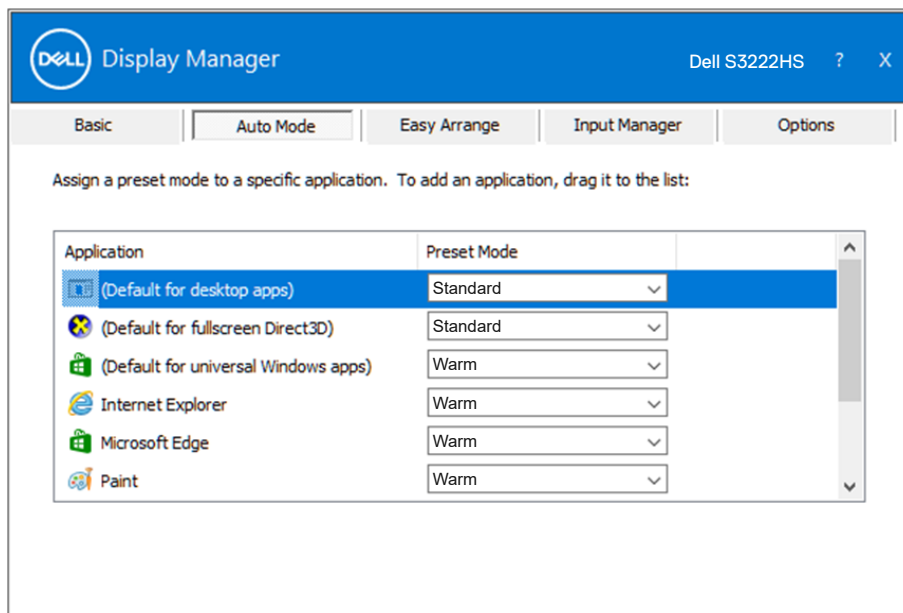 DELL Display Manager Dell S3222HS ? X
Basic Auto Mode Easy Arrange Input Manager Options
Assign a preset mode to a specific application. To add an application, drag it to the list:
Application Preset Mode
(Default for desktop apps) Standard
(Default for fullscreen Direct3D) Standard
(Default for universal Windows apps) Warm
Internet Explorer Warm
Microsoft Edge Warm
Paint Warm